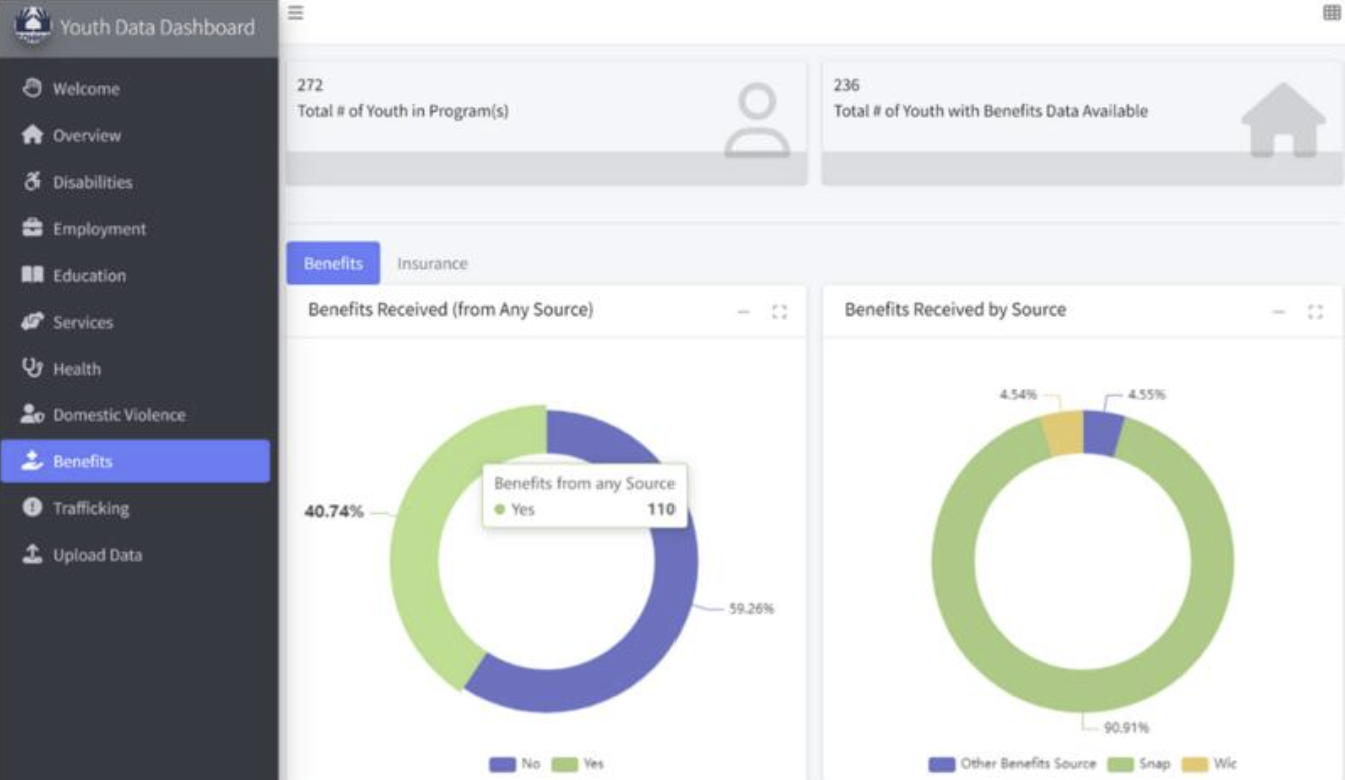 Youth Data Dashboard
Welcome
Overview
Disabilities
Employment
Education
Services
Health
Domestic Violence
Benefits
Trafficking
Upload Data
272
Total # of Youth in Program(s)
236
Total # of Youth with Benefits Data Available
Benefits Insurance
Benefits Received (from Any Source)
40.74%
Benefits from any Source
Yes 110
59.26%
No Yes
Benefits Received by Source
4.54% 4.55%
90.91%
Other Benefits Source Snap Wic